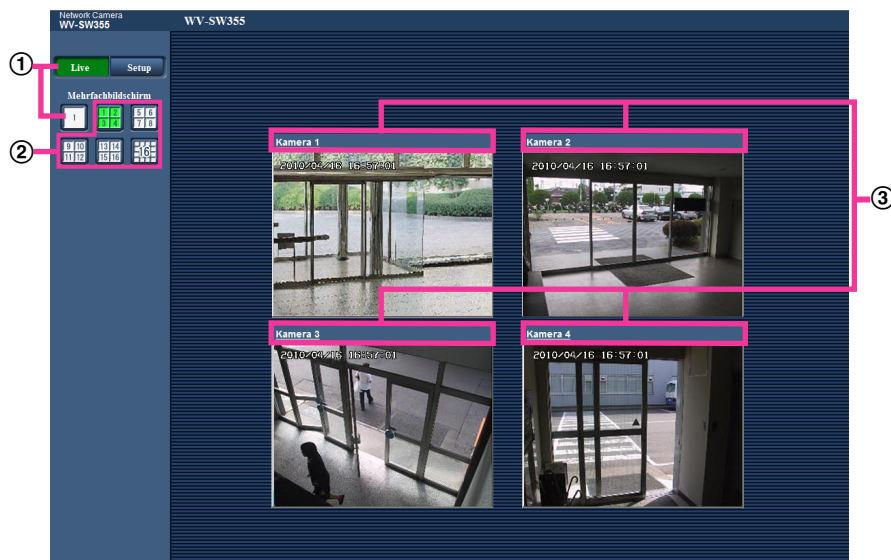 Network Camera
WV-SW355
WV-SW355
Live
Setup
Mehrfachbildschirm
1
1 2
3 4
5 6
7 8
9 10
11 12
13 14
15 16
16
①
②
③
Kamera 1
2010/04/16 16:57:01
Kamera 2
2010/04/16 16:57:01
Kamera 3
2010/04/16 16:57:01
Kamera 4
2010/04/16 16:57:01